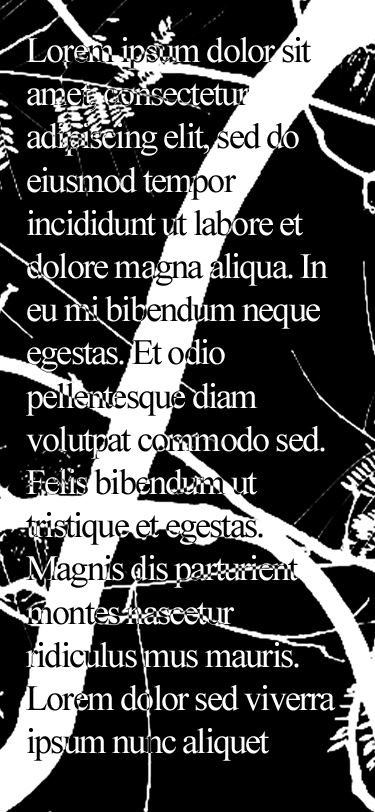 Lorem ipsum dolor sit
amet, consectetur
adipiscing elit, sed do
eiusmod tempor
incididunt ut labore et
dolore magna aliqua. In
eu mi bibendum neque
egestas. Et odio
pellentesque diam
volutpat commodo sed.
Felis bibendum ut
tristique et egestas.
Magnis dis parturient
montes nascetur
ridiculus mus mauris.
Lorem dolor sed viverra
ipsum nunc aliquet